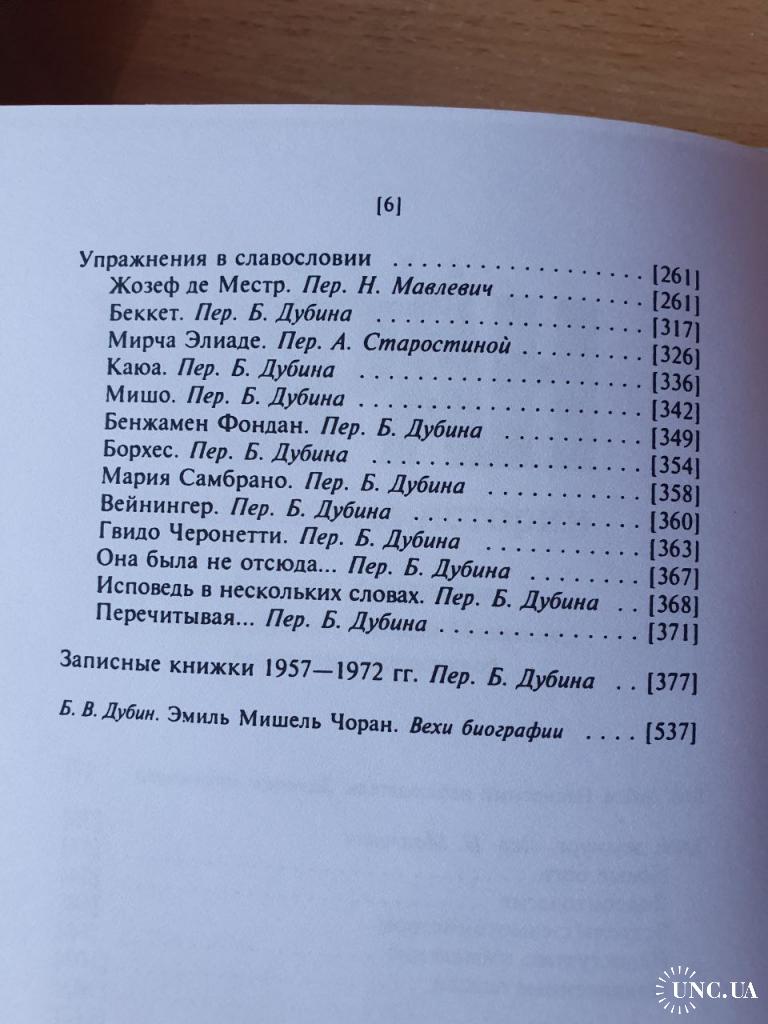 [6]
Упражнения в славословии . . . . . . . . . . . . . . . . . . [261]
Жозеф де Местр. Пер. Н. Мавлевич . . . . . . . . . [261]
Беккет. Пер. Б. Дубина . . . . . . . . . . . . . . . . . . [317]
Мирча Элиаде. Пер. А. Старостиной . . . . . . . . . [326]
Каюа. Пер. Б. Дубина . . . . . . . . . . . . . . . . . . . [336]
Мишо. Пер. Б. Дубина . . . . . . . . . . . . . . . . . . . [342]
Бенжамен Фондан. Пер. Б. Дубина . . . . . . . . . . [349]
Борхес. Пер. Б. Дубина . . . . . . . . . . . . . . . . . . [354]
Мария Самбрано. Пер. Б. Дубина . . . . . . . . . . . [358]
Вейнингер. Пер. Б. Дубина . . . . . . . . . . . . . . . [360]
Гвидо Черонетти. Пер. Б. Дубина . . . . . . . . . . . [363]
Она была не отсюда... Пер. Б. Дубина . . . . . . . . [367]
Исповедь в нескольких словах. Пер. Б. Дубина . . [368]
Перечитывая... Пер. Б. Дубина . . . . . . . . . . . . . . [371]
Записные книжки 1957—1972 гг. Пер. Б. Дубина . . [377]
Б. В. Дубин. Эмиль Мишель Чоран. Вехи биографии . . . . [537]
UNC.UA